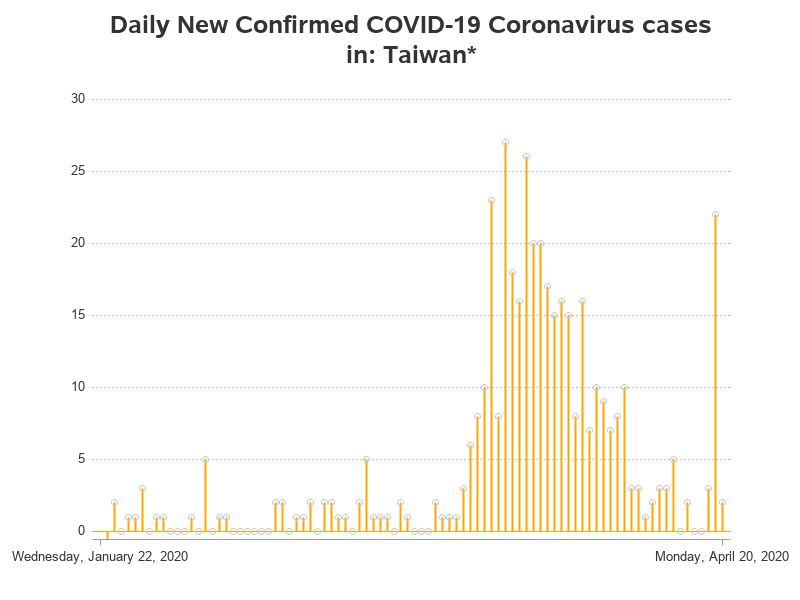 Daily New Confirmed COVID-19 Coronavirus cases
in: Taiwan*
30
25
20
15
10
5
0
Wednesday, January 22, 2020
Monday, April 20, 2020